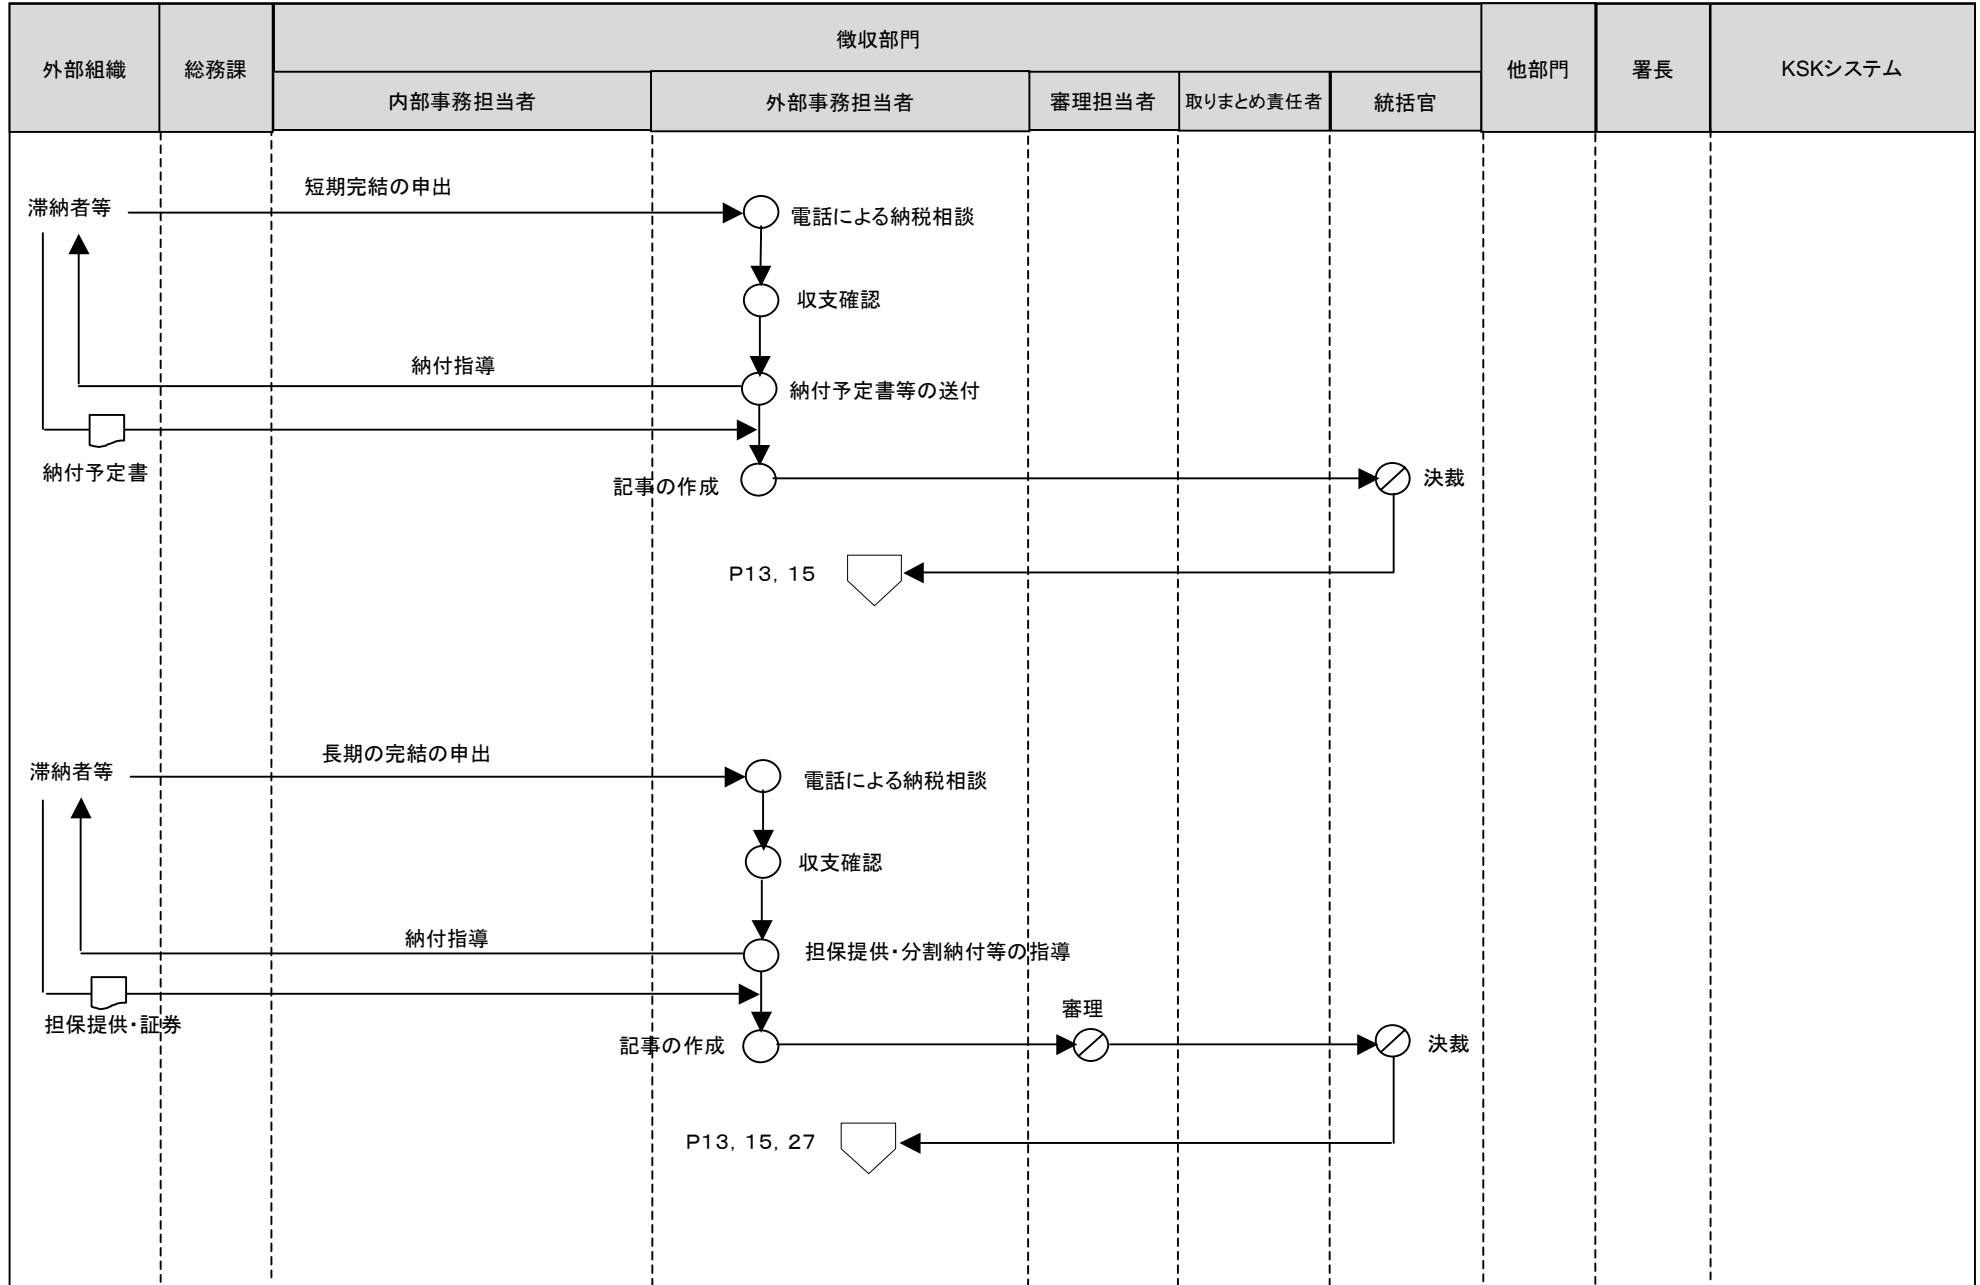 外部組織
総務課
徴収部門
他部門
署長
KSKシステム
内部事務担当者
外部事務担当者
審理担当者
取りまとめ責任者
統括官
短期完結の申出
滞納者等
電話による納税相談
収支確認
納付指導
納付予定書等の送付
納付予定書
記事の作成
決裁
P13, 15
長期の完結の申出
滞納者等
電話による納税相談
収支確認
納付指導
担保提供・分割納付等の指導
担保提供・証券
審理
記事の作成
決裁
P13, 15, 27